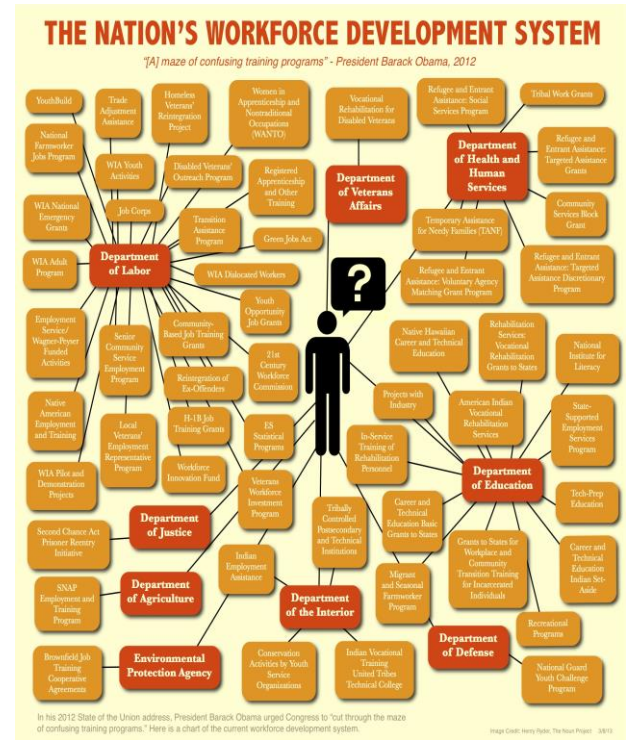 THE NATION'S WORKFORCE DEVELOPMENT SYSTEM
"[A] maze of confusing training programs" - President Barack Obama, 2012
YouthBuild
Trade
Adjustment
Assistance
Homeless
Veterans'
Reintegration
Project
Women in
Apprenticeship and
Nontraditional
Occupations
(WANTO)
Vocational
Rehabilitation for
Disabled Veterans
Refugee and Entrant
Assistance: Social
Services Program
Tribal Work Grants
National
Farmworker
Jobs Program
WIA Youth
Activities
Disabled Veterans'
Outreach Program
Registered
Apprenticeship
and Other
Training
Department
of Veterans
Affairs
Department
of Health and
Human
Services
Refugee and
Entrant Assistance:
Targeted Assistance
Grants
WIA National
Emergency
Grants
Job Corps
Transition
Assistance
Program
Green Jobs Act
Temporary Assistance
for Needy Families (TANF)
Community
Services Block
Grant
WIA Adult
Program
Department
of Labor
WIA Dislocated Workers
?
Refugee and Entrant
Assistance: Voluntary Agency
Matching Grant Program
Refugee and Entrant
Assistance: Targeted
Assistance Discretionary
Program
Youth
Opportunity
Job Grants
Employment
Service/
Wagner-Peyser
Funded
Activities
Senior
Community
Service
Employment
Program
Community-
Based Job Training
Grants
21st
Century
Workforce
Commission
Native Hawaiian
Career and Technical
Education
Rehabilitation
Services:
Vocational
Rehabilitation
Grants to States
National
Institute for
Literacy
Reintegration of
Ex-Offenders
Projects with
Industry
American Indian
Vocational
Rehabilitation
Services
State-
Supported
Employment
Services
Program
Native
American
Employment
and Training
Local
Veterans'
Employment
Representative
Program
H-1B Job
Training Grants
ES
Statistical
Programs
In-Service
Training of
Rehabilitation
Personnel
WIA Pilot and
Demonstration
Projects
Workforce
Innovation Fund
Veterans
Workforce
Investment
Program
Department
of Education
Tech-Prep
Education
Second Chance Act
Prisoner Reentry
Initiative
Department
of Justice
Tribally
Controlled
Postsecondary
and Technical
Institutions
Career and
Technical
Education Basic
Grants to States
Grants to States for
Workplace and
Community
Transition Training
for Incarcerated
Individuals
Career and
Technical
Education
Indian Set-
Aside
Indian
Employment
Assistance
SNAP
Employment and
Training
Program
Department
of Agriculture
Department
of the Interior
Migrant
and Seasonal
Farmworker
Program
Recreational
Programs
Department
of Defense
Brownfield Job
Training
Cooperative
Agreements
Environmental
Protection Agency
Conservation
Activities by Youth
Service
Organizations
Indian Vocational
Training
United Tribes
Technical College
National Guard
Youth Challenge
Program
In his 2012 State of the Union address, President Barack Obama urged Congress to "cut through the maze
of confusing training programs." Here is a chart of the current workforce development system.
Image Credit: Henry Ryder, The Noun Project 3/8/13